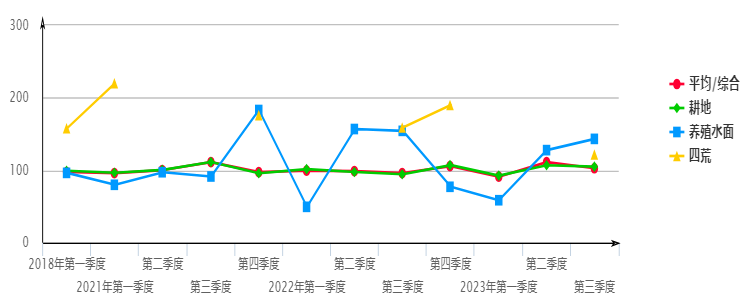 300
200
100
0
2018年第一季度
2021年第一季度
第二季度
第三季度
第四季度
2022年第一季度
第二季度
第三季度
第四季度
2023年第一季度
第二季度
第三季度
平均/综合
耕地
养殖水面
四荒